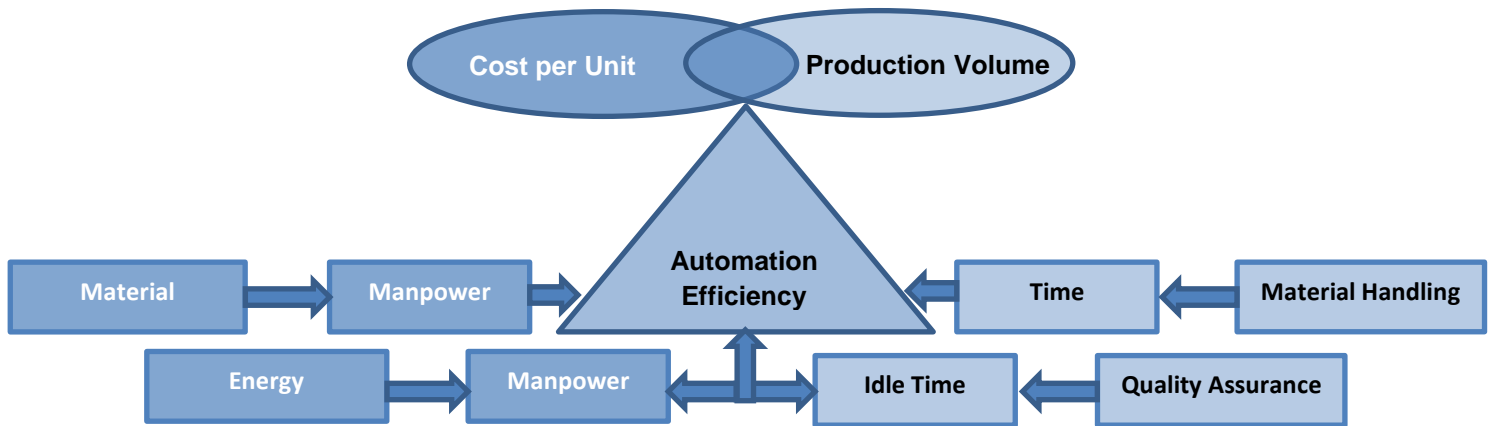 Cost per Unit
Production Volume
Automation
Efficiency
Material
Manpower
Time
Material Handling
Energy
Manpower
Idle Time
Quality Assurance